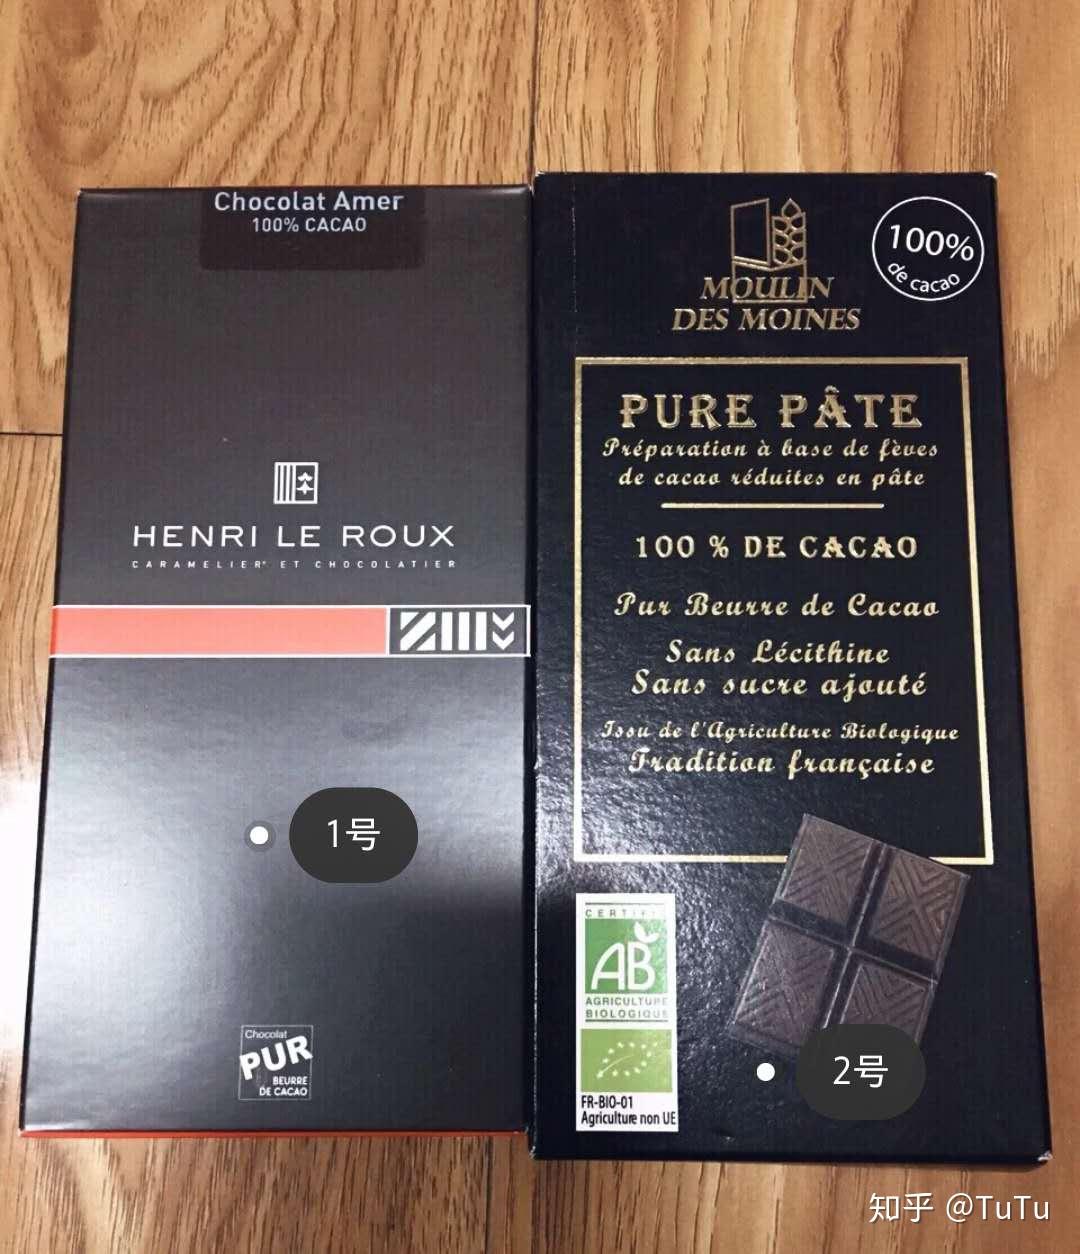 Chocolat Amer
100% CACAO
HENRI LE ROUX
CARAMELIER® ET CHOCOLATIER
1号
Chocolat
PUR
BEURRE
DE CACAO
MOULIN
DES MOINES
100%
de cacao
PURE PÂTE
Préparation à base de fèves
de cacao réduites en pâte
100 % DE CACAO
Pur Beurre de Cacao
Sans Lécithine
Sans sucre ajouté
Issu de l'Agriculture Biologique
Tradition française
CERTIFIÉ
AB
AGRICULTURE
BIOLOGIQUE
FR-BIO-01
Agriculture non UE
2号
知乎 @TuTu